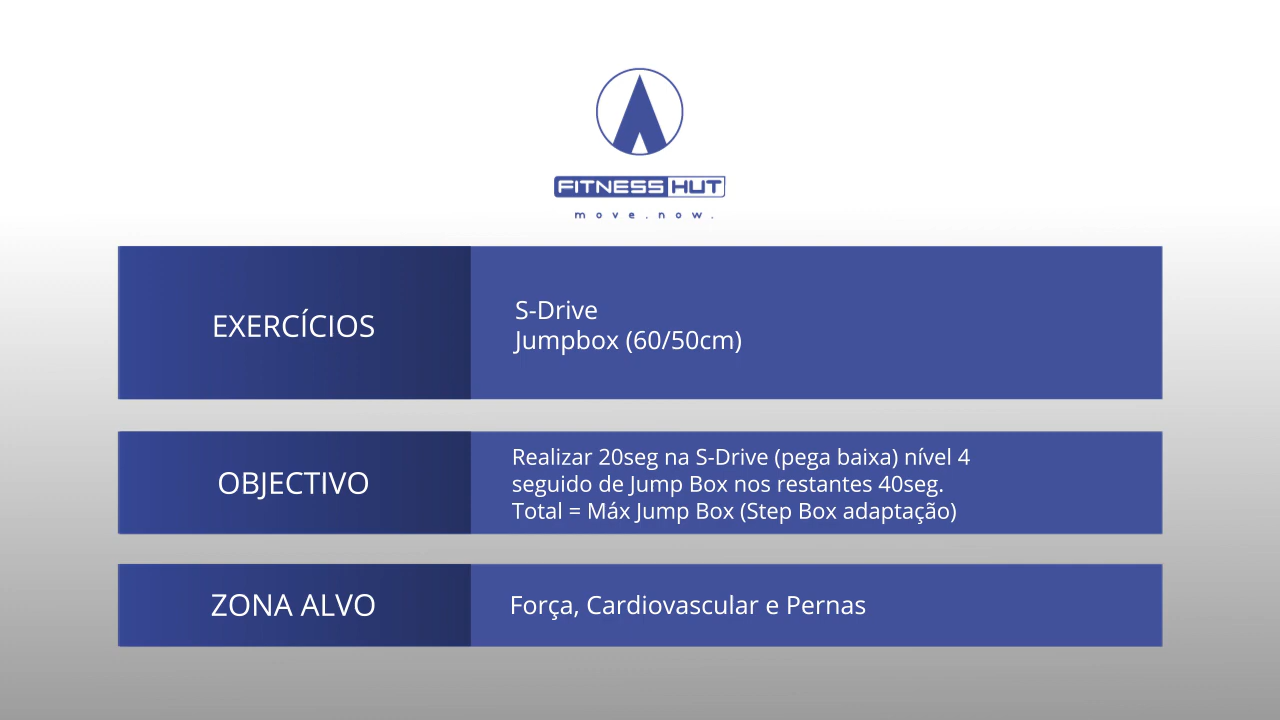 FITNESS HUT
move.now.
EXERCÍCIOS
S-Drive
Jumpbox (60/50cm)
OBJECTIVO
Realizar 20seg na S-Drive (pega baixa) nível 4
seguido de Jump Box nos restantes 40seg.
Total = Máx Jump Box (Step Box adaptação)
ZONA ALVO
Força, Cardiovascular e Pernas